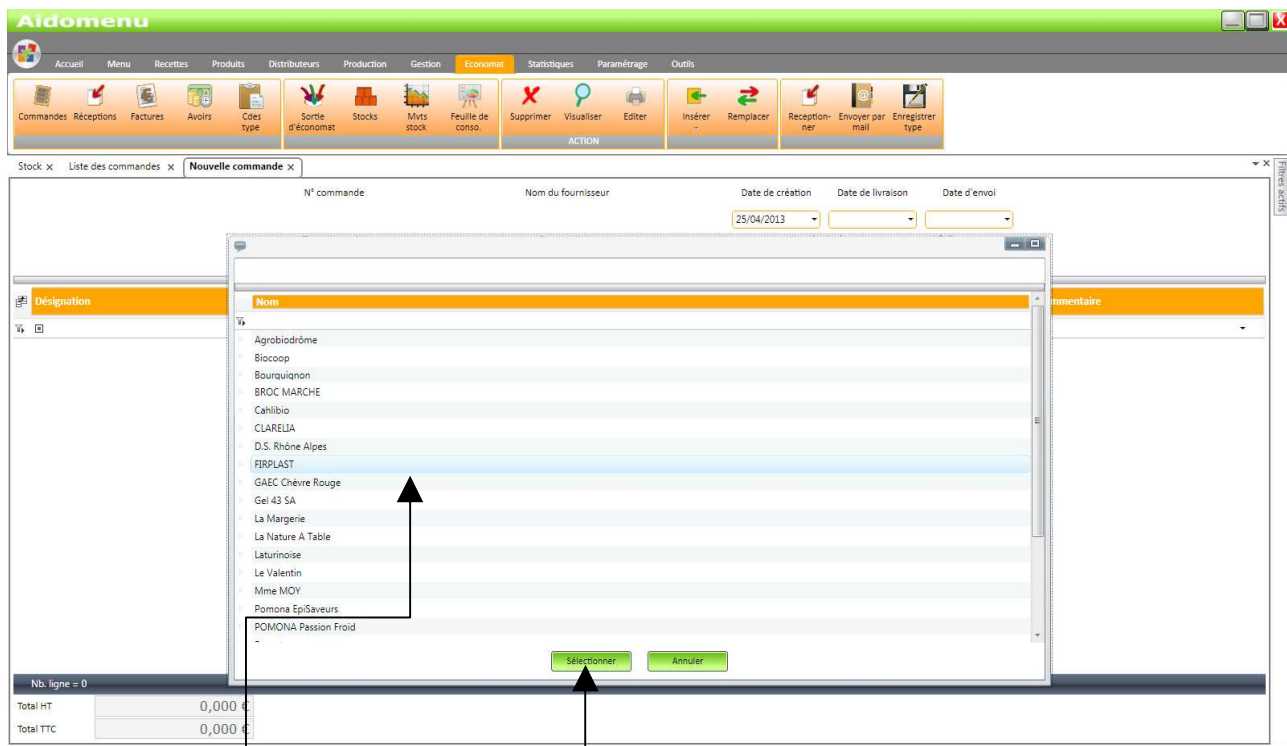 Aidomenu
X
Accueil Menu Recettes Produits Distributeurs Production Gestion Economat Statistiques Paramétrage Outils
Commandes Réceptions Factures Avoirs Cdes type Sortie d'économat Stocks Mvts stock Feuille de conso. Supprimer Visualiser Editer Insérer Remplacer Reception-ner Envoyer par mail Enregistrer type
ACTION
Stock x Liste des commandes x Nouvelle commande x
Filtres actifs
N° commande Nom du fournisseur Date de création Date de livraison Date d'envoi
25/04/2013
Désignation
mmentaire
Nom
Agrobiodrôme
Biocoop
Bourquignon
BROC MARCHE
Cahlibio
CLARELIA
D.S. Rhône Alpes
FIRPLAST
GAEC Chèvre Rouge
Gel 43 SA
La Margerie
La Nature A Table
Laturinoise
Le Valentin
Mme MOY
Pomona EpiSaveurs
POMONA Passion Froid
Sélectionner Annuler
Nb. ligne = 0
Total HT 0,000 €
Total TTC 0,000 €